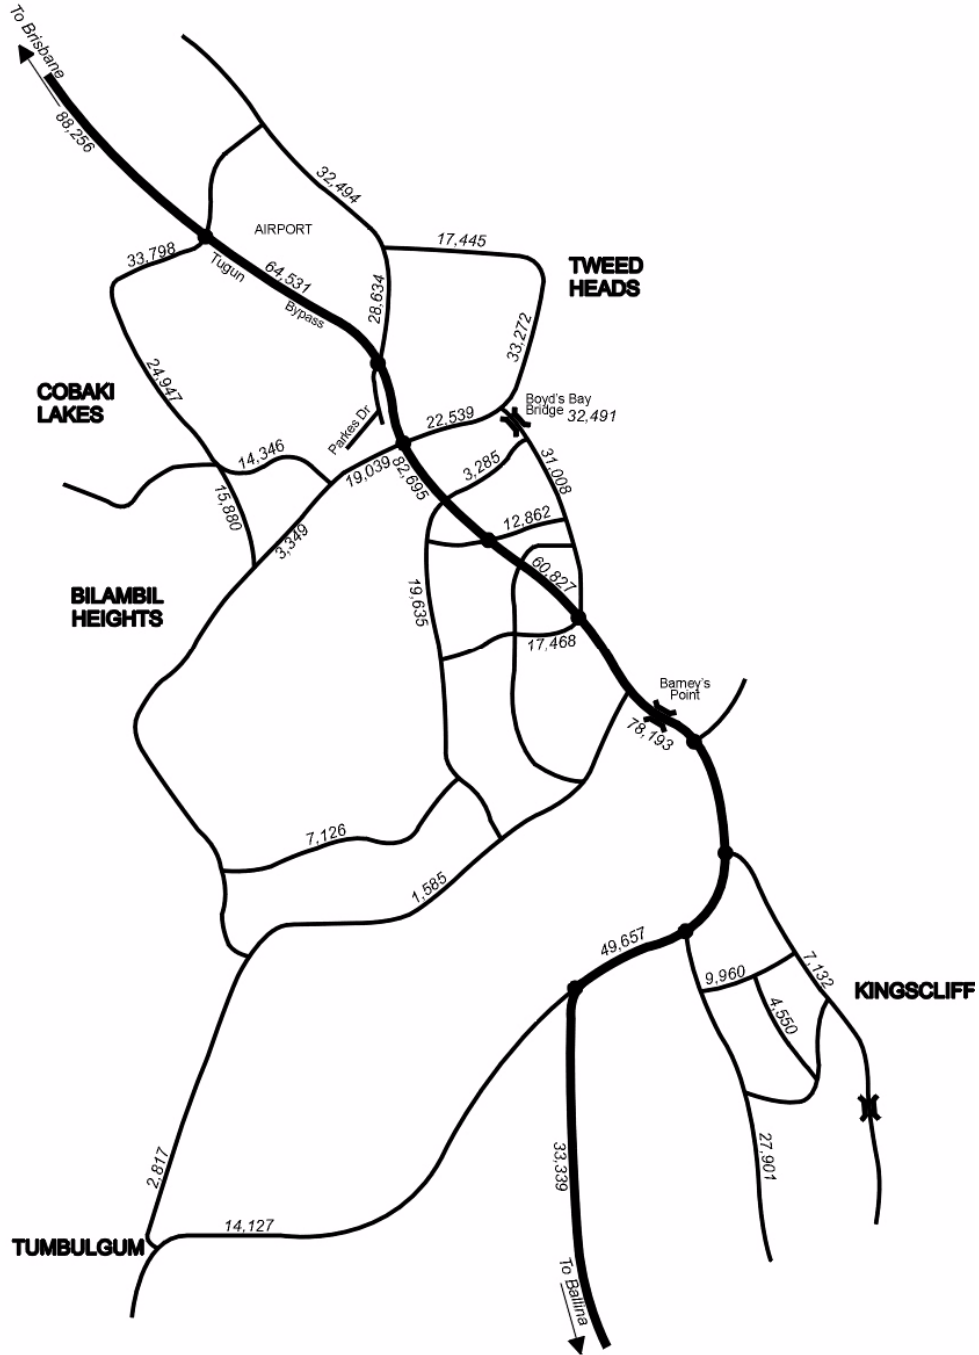 To Brisbane
88,256
32,494
AIRPORT
33,798
17,445
Tugun
64,531
Bypass
28,634
TWEED
HEADS
33,272
24,947
COBAKI
LAKES
Boyd's Bay
Bridge 32,491
Parkes Dr
22,539
14,346
19,039
82,695
3,285
31,008
15,880
3,349
12,862
60,827
BILAMBIL
HEIGHTS
19,635
17,468
Barney's
Point
78,193
7,126
1,585
49,657
9,960
7,132
KINGSCLIFF
4,550
2,817
33,339
27,901
14,127
TUMBULGUM
To Ballina